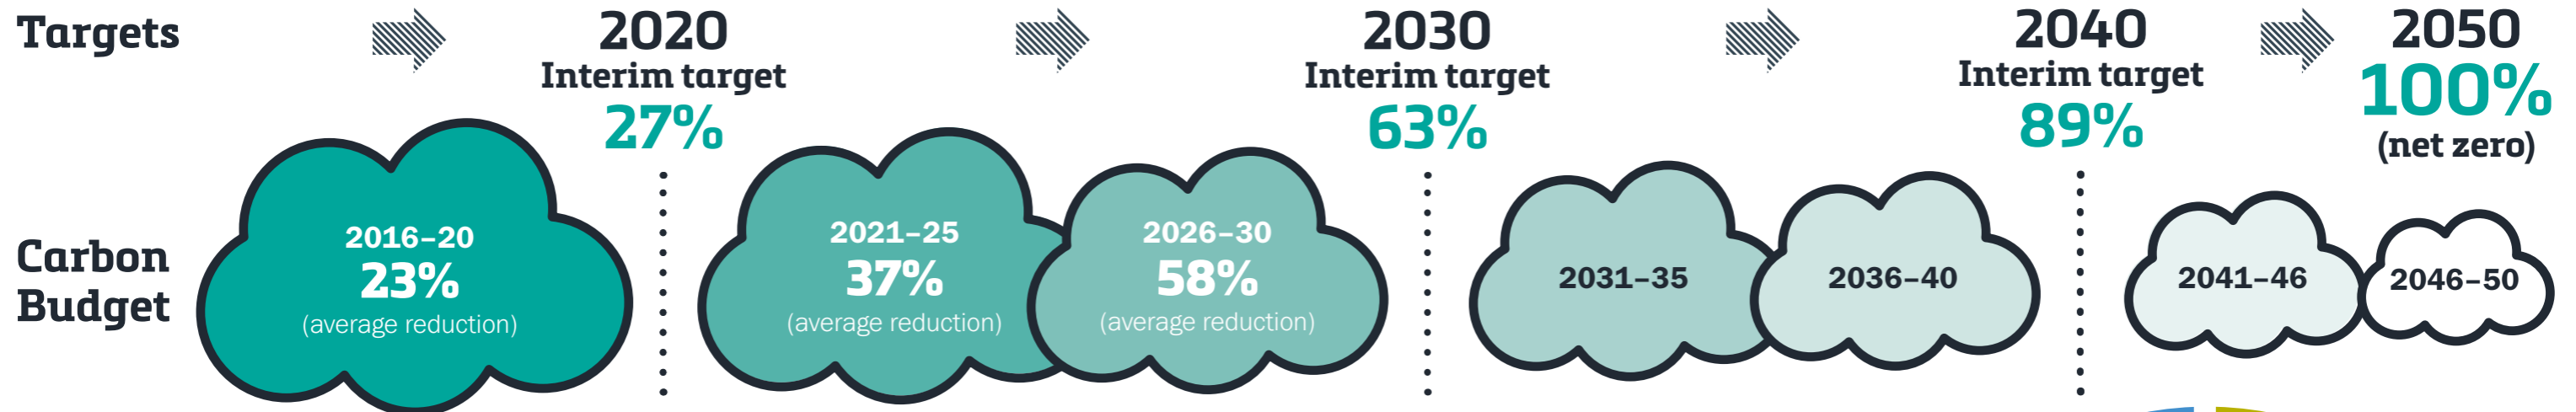 Targets
2020
Interim target
27%
2030
Interim target
63%
2040
Interim target
89%
2050
100%
(net zero)
Carbon
Budget
2016–20
23%
(average reduction)
2021–25
37%
(average reduction)
2026–30
58%
(average reduction)
2031–35
2036–40
2041–46
2046–50